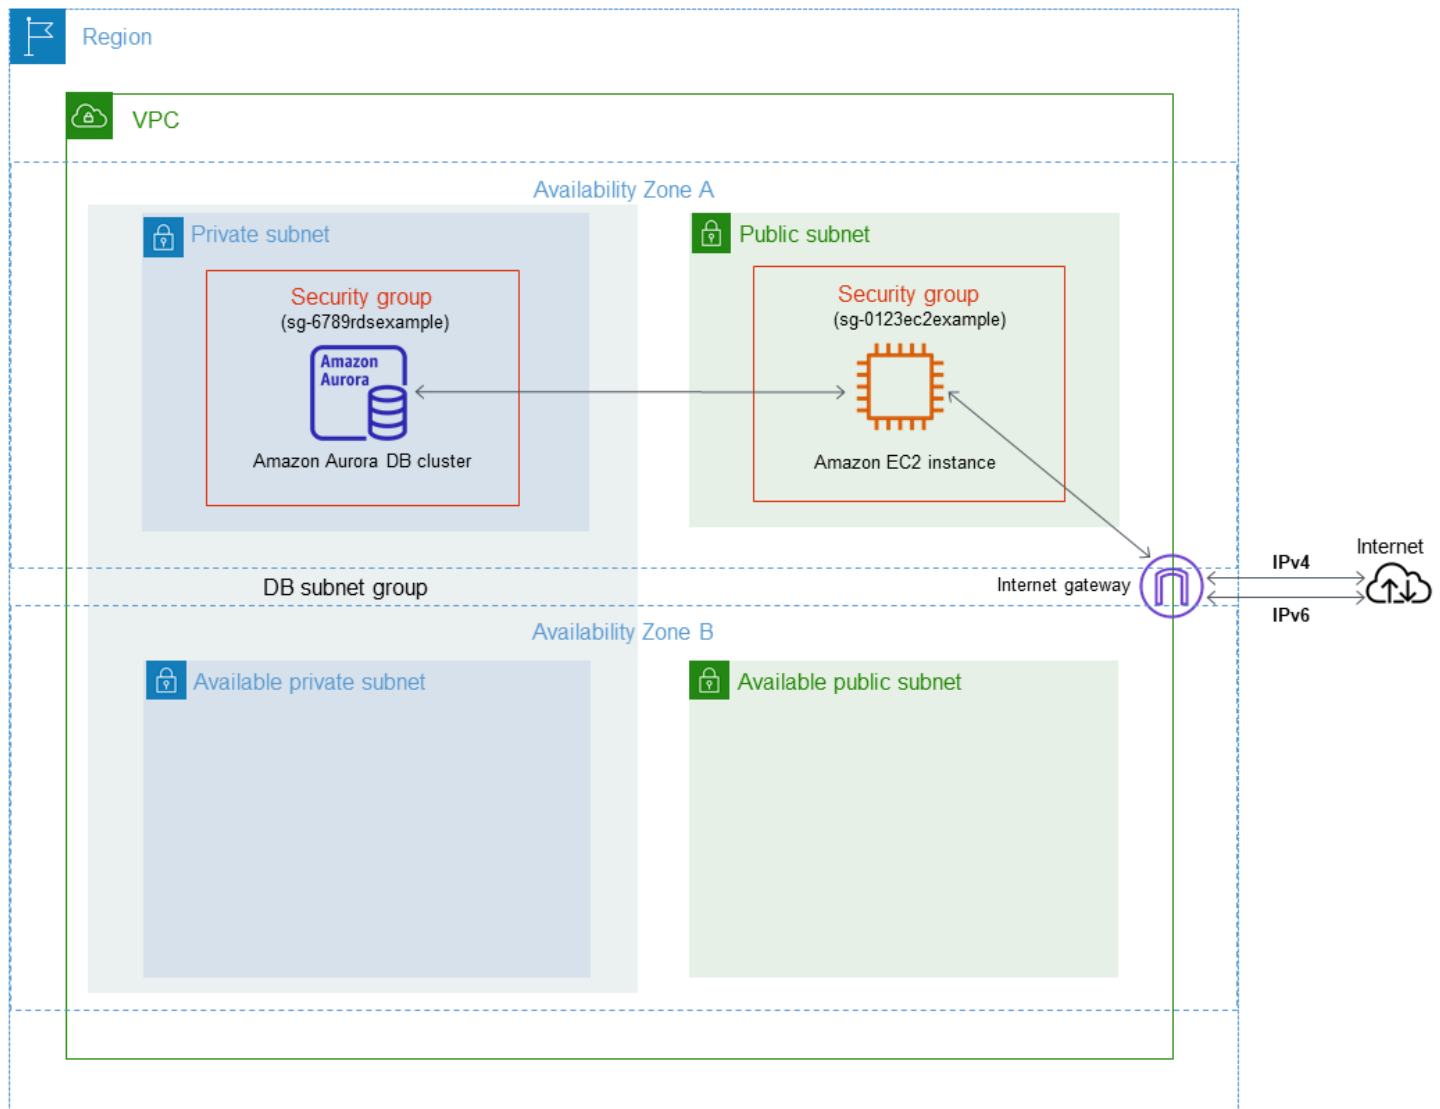 Region
VPC
Availability Zone A
Private subnet
Public subnet
Security group
(sg-6789rdsexample)
Security group
(sg-0123ec2example)
Amazon
Aurora
Amazon Aurora DB cluster
Amazon EC2 instance
Internet
IPv4
Internet gateway
IPv6
DB subnet group
Availability Zone B
Available private subnet
Available public subnet